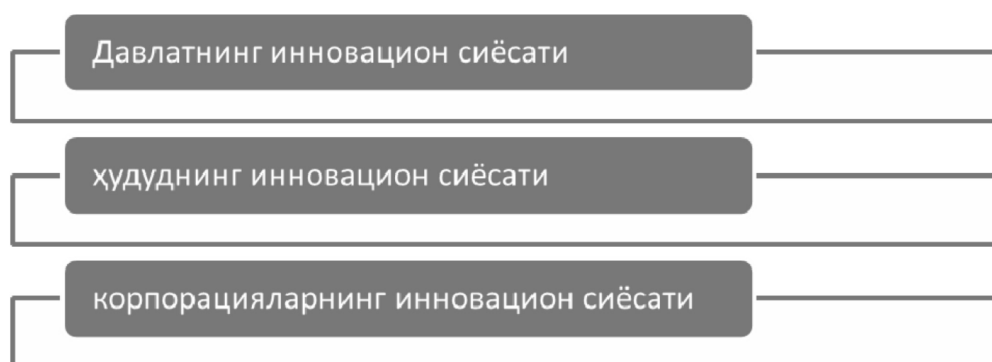 Давлатнинг инновацион сиёсати
ҳудуднинг инновацион сиёсати
корпорацияларнинг инновацион сиёсати